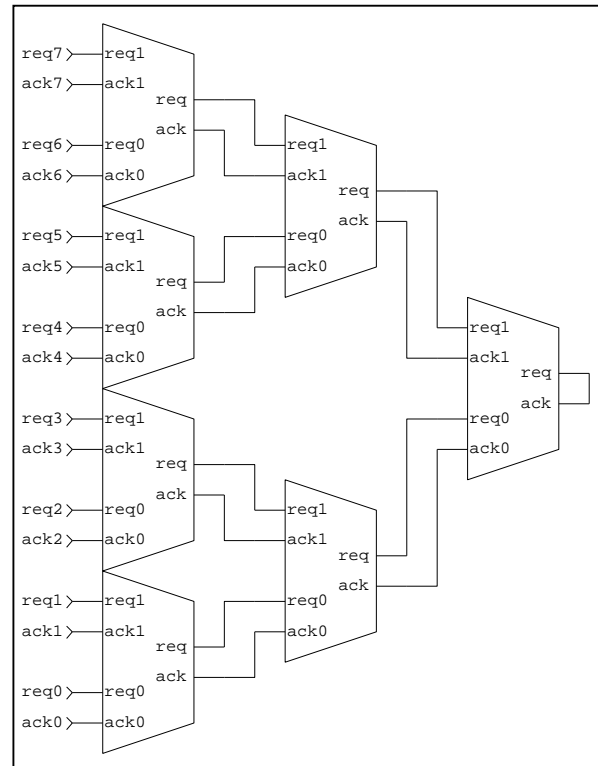 req7 req1
ack7 ack1
req
ack
req6 req0
ack6 ack0
req1
ack1
req5 req1
ack5 ack1
req
ack
req0
ack0
req
ack
req4 req0
ack4 ack0
req1
ack1
req
ack
req3 req1
ack3 ack1
req0
ack0
req
ack
req2 req0
ack2 ack0
req1
ack1
req
ack
req1 req1
ack1 ack1
req0
ack0
req
ack
req0 req0
ack0 ack0